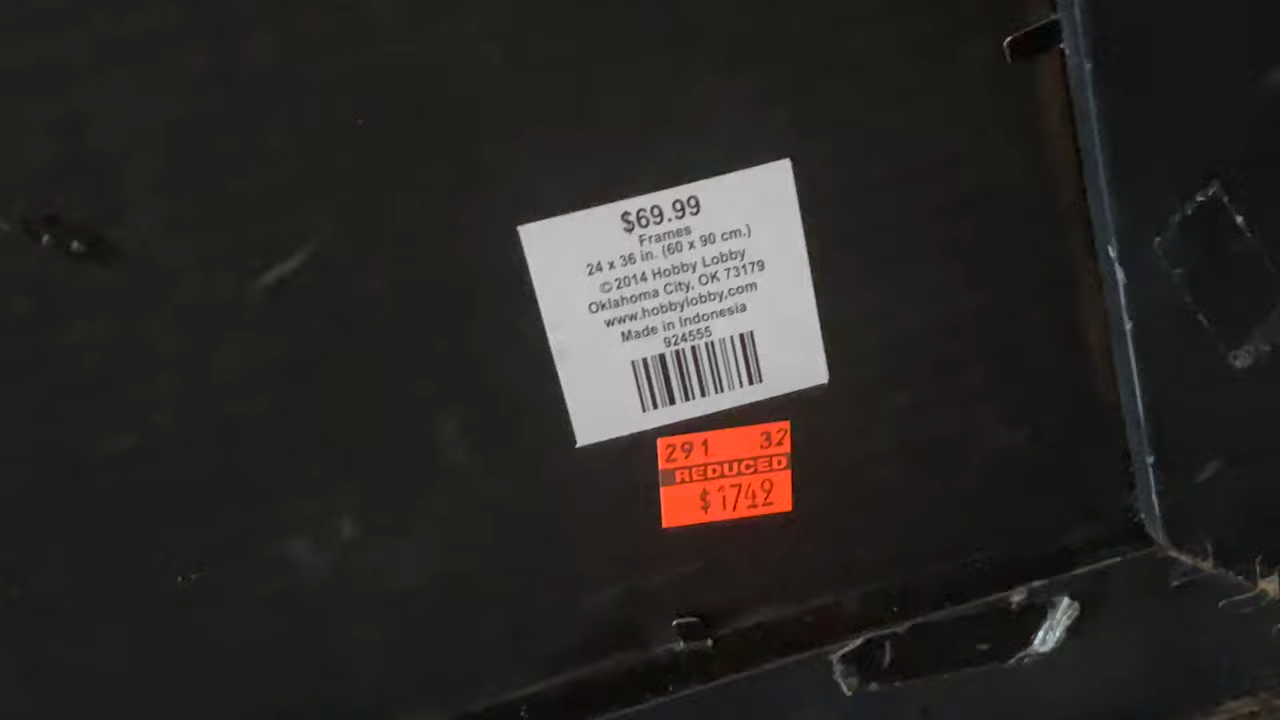 $69.99
Frames
24 x 36 in. (60 x 90 cm.)
©2014 Hobby Lobby
Oklahoma City, OK 73179
www.hobbylobby.com
Made in Indonesia
924555
291 32
REDUCED
$1742